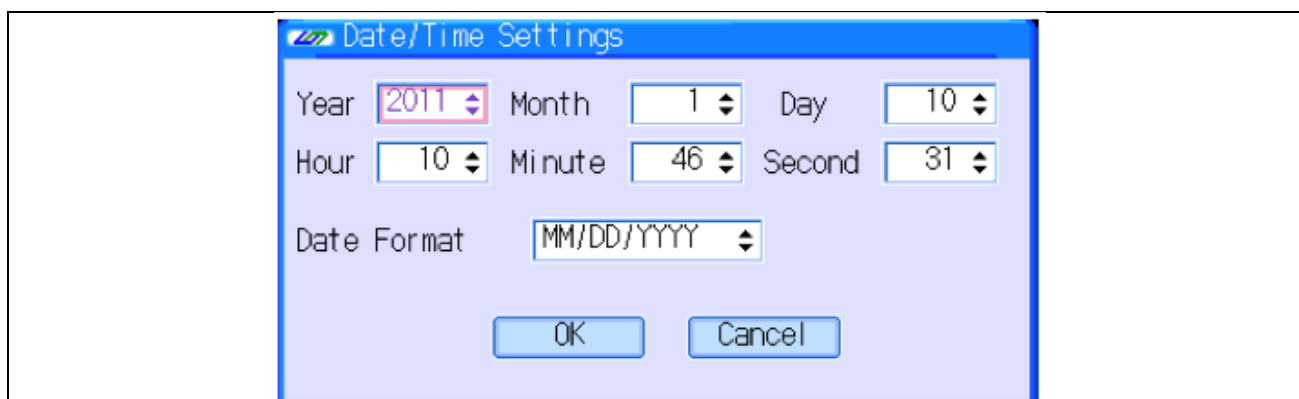 Date/Time Settings
Year 2011 Month 1 Day 10
Hour 10 Minute 46 Second 31
Date Format MM/DD/YYYY
OK Cancel